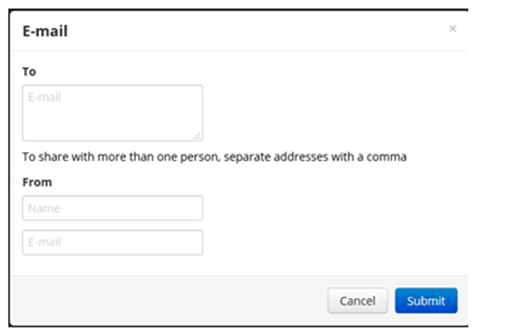 E-mail ×
To
E-mail
To share with more than one person, separate addresses with a comma
From
Name
E-mail
Cancel Submit